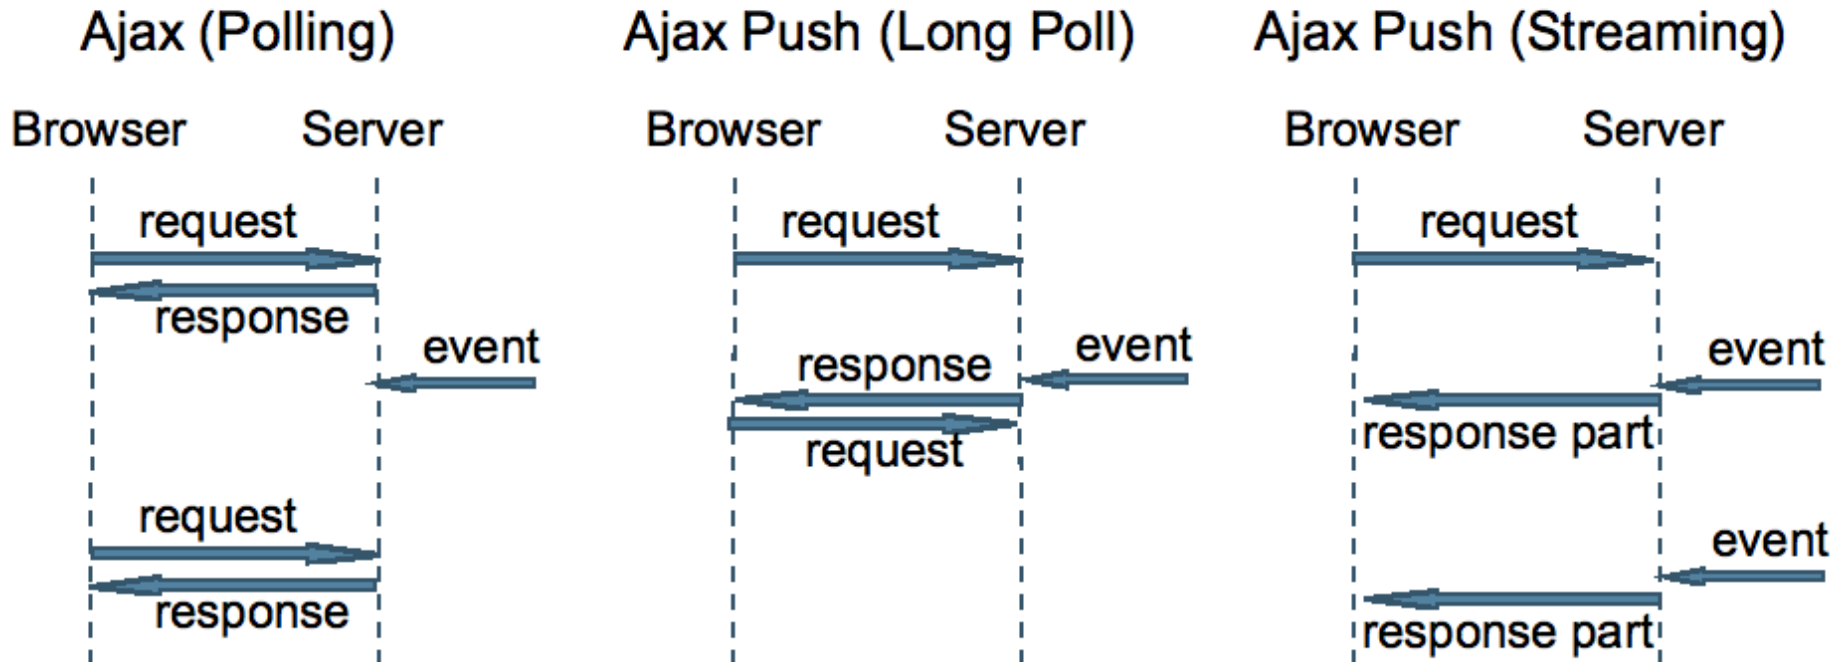 Ajax (Polling)
Browser Server
request
response
event
request
response
Ajax Push (Long Poll)
Browser Server
request
event
response
request
Ajax Push (Streaming)
Browser Server
request
event
response part
event
response part